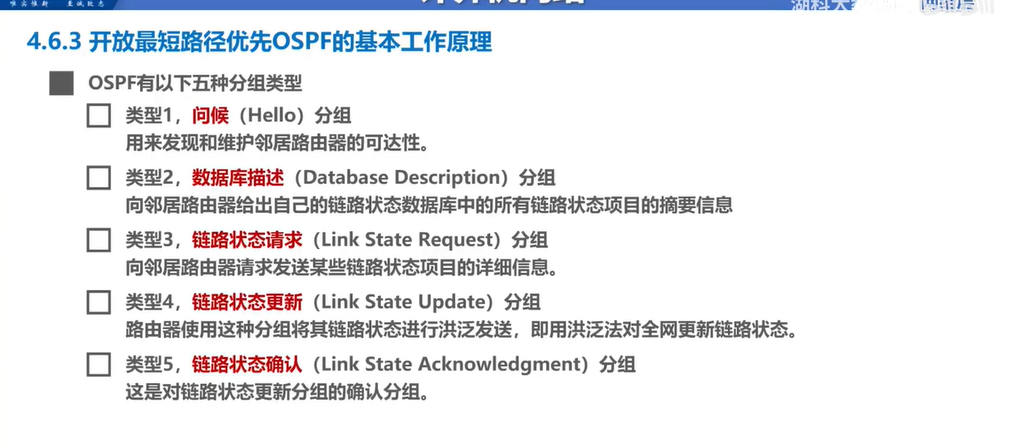 唯实惟新 至诚致志
4.6.3 开放最短路径优先OSPF的基本工作原理
OSPF有以下五种分组类型
类型1，问候（Hello）分组
用来发现和维护邻居路由器的可达性。
类型2，数据库描述（Database Description）分组
向邻居路由器给出自己的链路状态数据库中的所有链路状态项目的摘要信息
类型3，链路状态请求（Link State Request）分组
向邻居路由器请求发送某些链路状态项目的详细信息。
类型4，链路状态更新（Link State Update）分组
路由器使用这种分组将其链路状态进行洪泛发送，即用洪泛法对全网更新链路状态。
类型5，链路状态确认（Link State Acknowledgment）分组
这是对链路状态更新分组的确认分组。